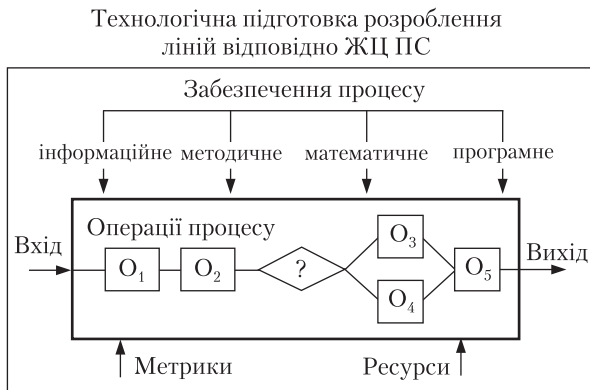 Технологічна підготовка розроблення
ліній відповідно ЖЦ ПС
Забезпечення процесу
інформаційне методичне математичне програмне
Операції процесу
Вхід
O₁ O₂ ? O₃ O₄ O₅
Вихід
Метрики Ресурси